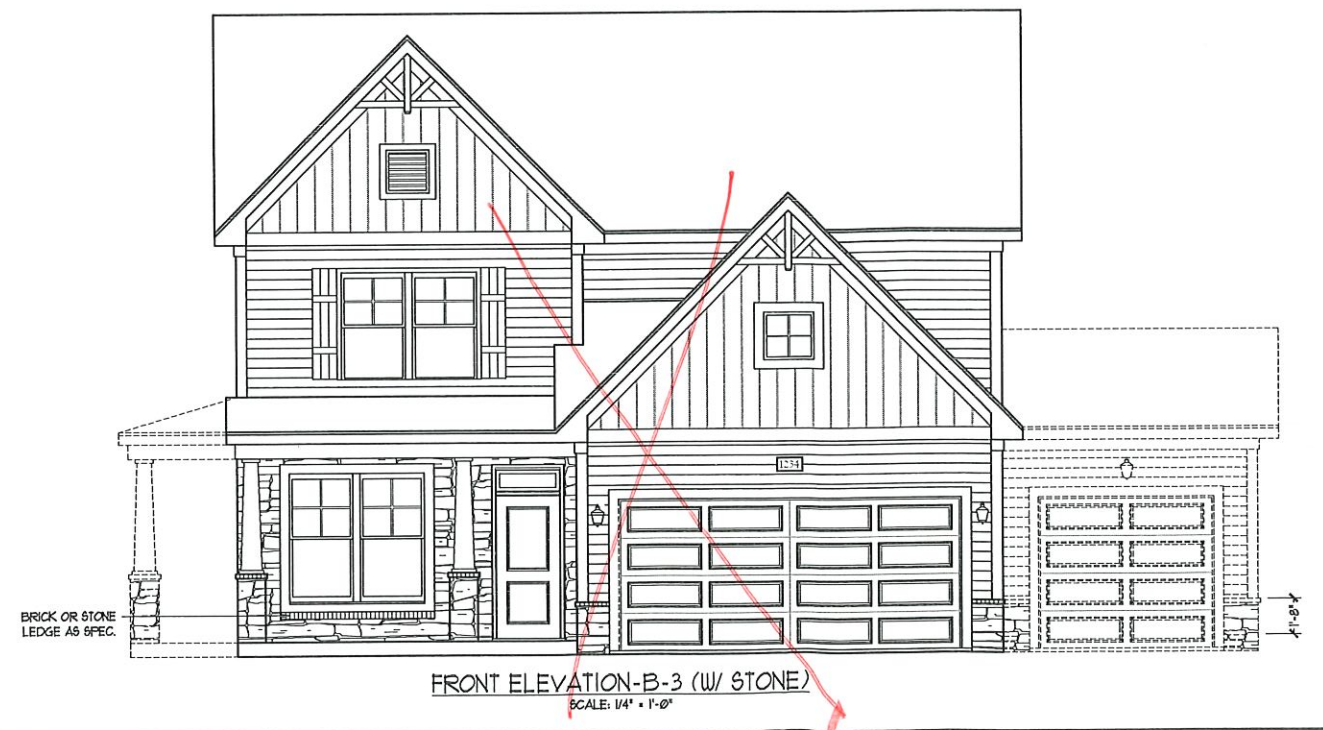 1234
BRICK OR STONE
LEDGE AS SPEC.
1'-8"
FRONT ELEVATION-B-3 (W/ STONE)
SCALE: 1/4" = 1'-0"